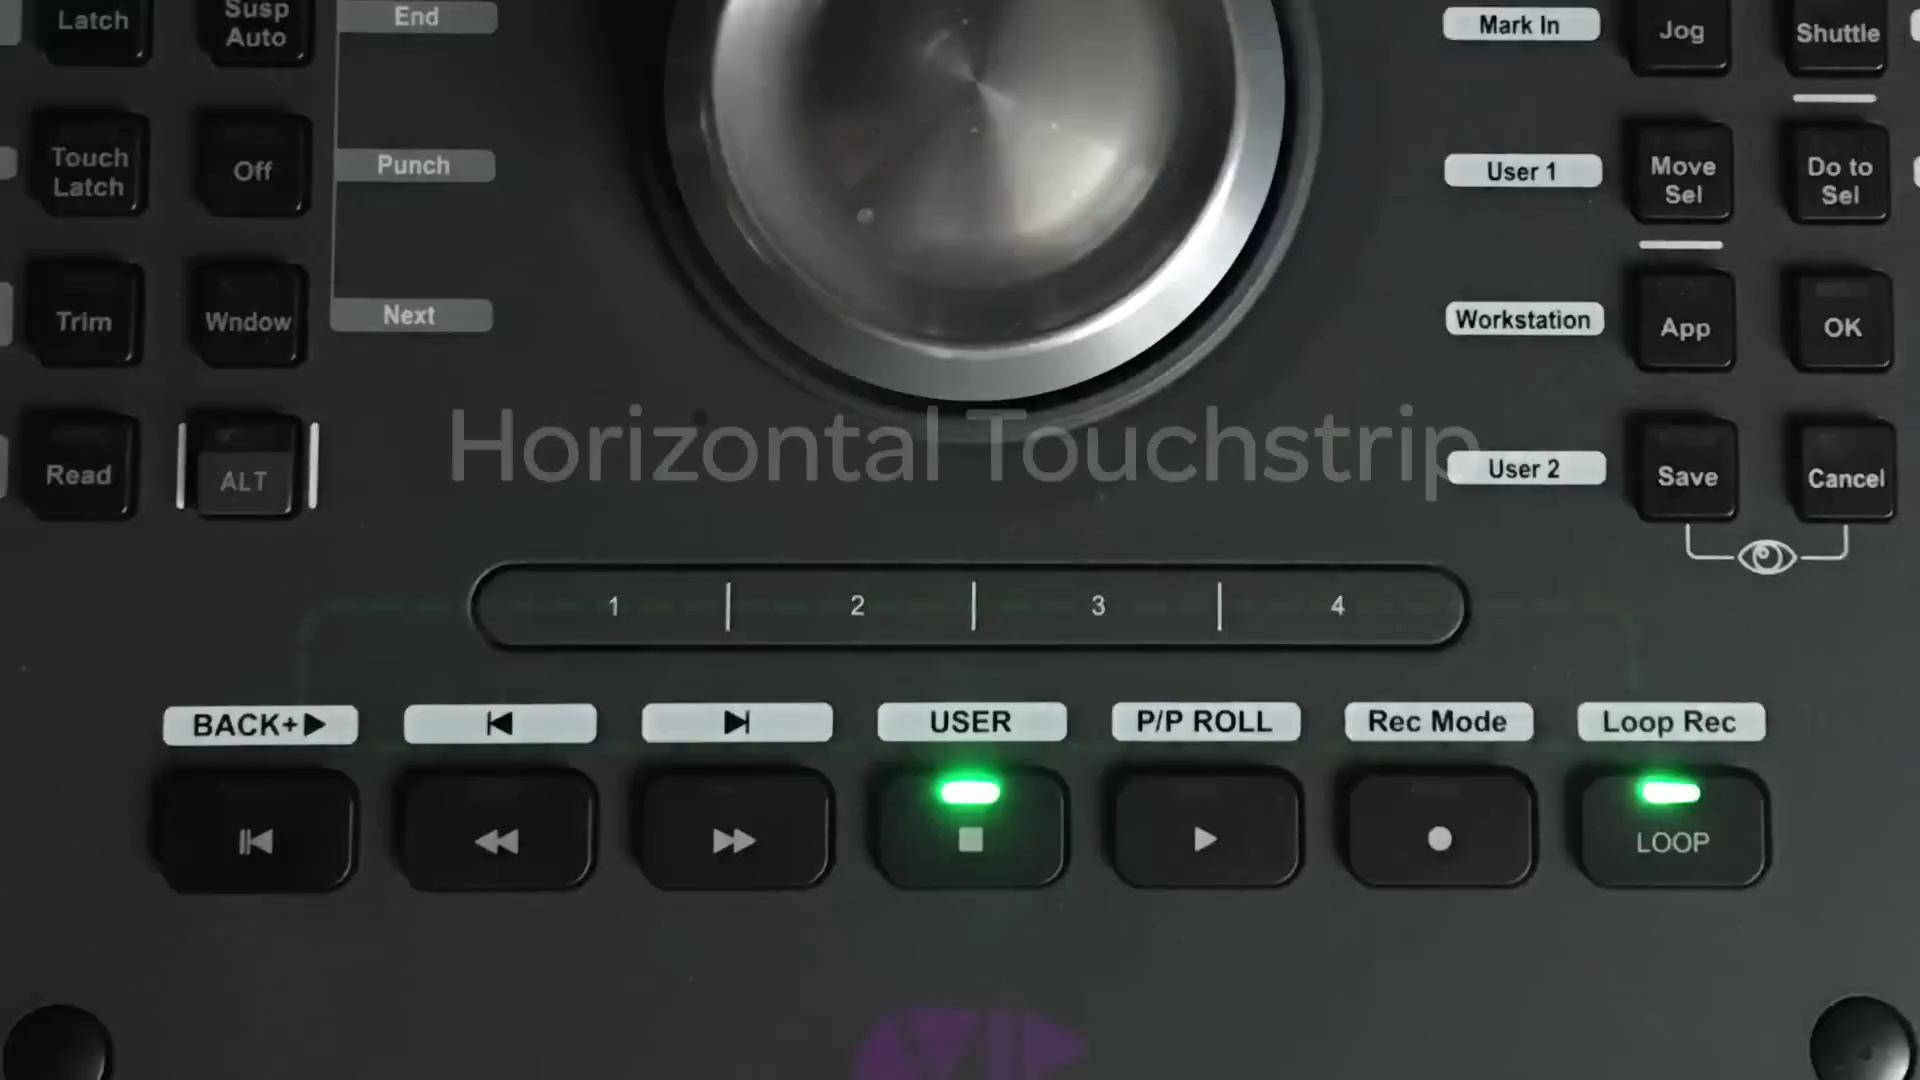 Latch
Susp
Auto
End
Mark In
Jog
Shuttle
Touch
Latch
Off
Punch
User 1
Move
Sel
Do to
Sel
Trim
Wndow
Next
Workstation
App
OK
Read
ALT
Horizontal Touchstrip
User 2
Save
Cancel
1
2
3
4
BACK+
USER
P/P ROLL
Rec Mode
Loop Rec
LOOP